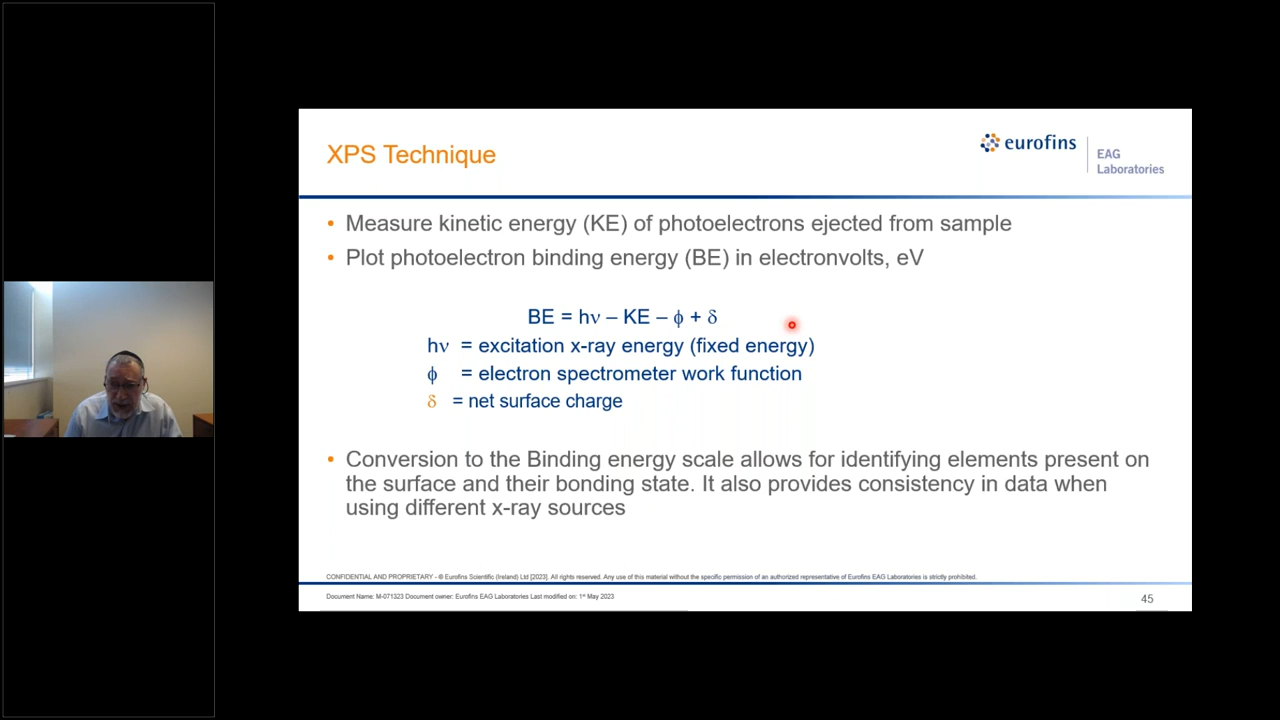 XPS Technique
eurofins
EAG
Laboratories
• Measure kinetic energy (KE) of photoelectrons ejected from sample
• Plot photoelectron binding energy (BE) in electronvolts, eV
BE = hν – KE – ϕ + δ
hν = excitation x-ray energy (fixed energy)
ϕ = electron spectrometer work function
δ = net surface charge
• Conversion to the Binding energy scale allows for identifying elements present on
the surface and their bonding state. It also provides consistency in data when
using different x-ray sources
CONFIDENTIAL AND PROPRIETARY - © Eurofins Scientific (Ireland) Ltd [2023]. All rights reserved. Any use of this material without the specific permission of an authorized representative of Eurofins EAG Laboratories is strictly prohibited.
Document Name: M-071323 Document owner: Eurofins EAG Laboratories Last modified on: 1st May 2023
45